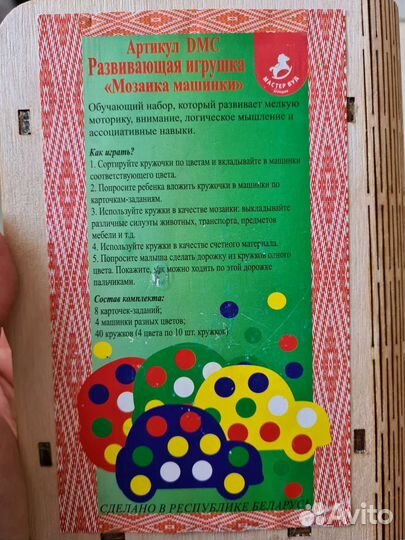 Артикул DMC
Развивающая игрушка
«Мозаика машинки»
МАСТЕР ВУД
Обучающий набор, который развивает мелкую
моторику, внимание, логическое мышление и
ассоциативные навыки.
Как играть?
1. Сортируйте кружочки по цветам и вкладывайте в машинки
соответствующего цвета.
2. Попросите ребенка вложить кружочки в машинки по
карточкам-заданиям.
3. Используйте кружки в качестве мозаики: выкладывайте
различные силуэты животных, транспорта, предметов
мебели и т.д.
4. Используйте кружки в качестве счетного материала.
5. Попросите малыша сделать дорожку из кружков одного
цвета. Покажите, как можно ходить по этой дорожке
пальчиками.
Состав комплекта:
8 карточек-заданий;
4 машинки разных цветов;
40 кружков (4 цвета по 10 шт. кружков).
СДЕЛАНО В РЕСПУБЛИКЕ БЕЛАРУСЬ
Avito